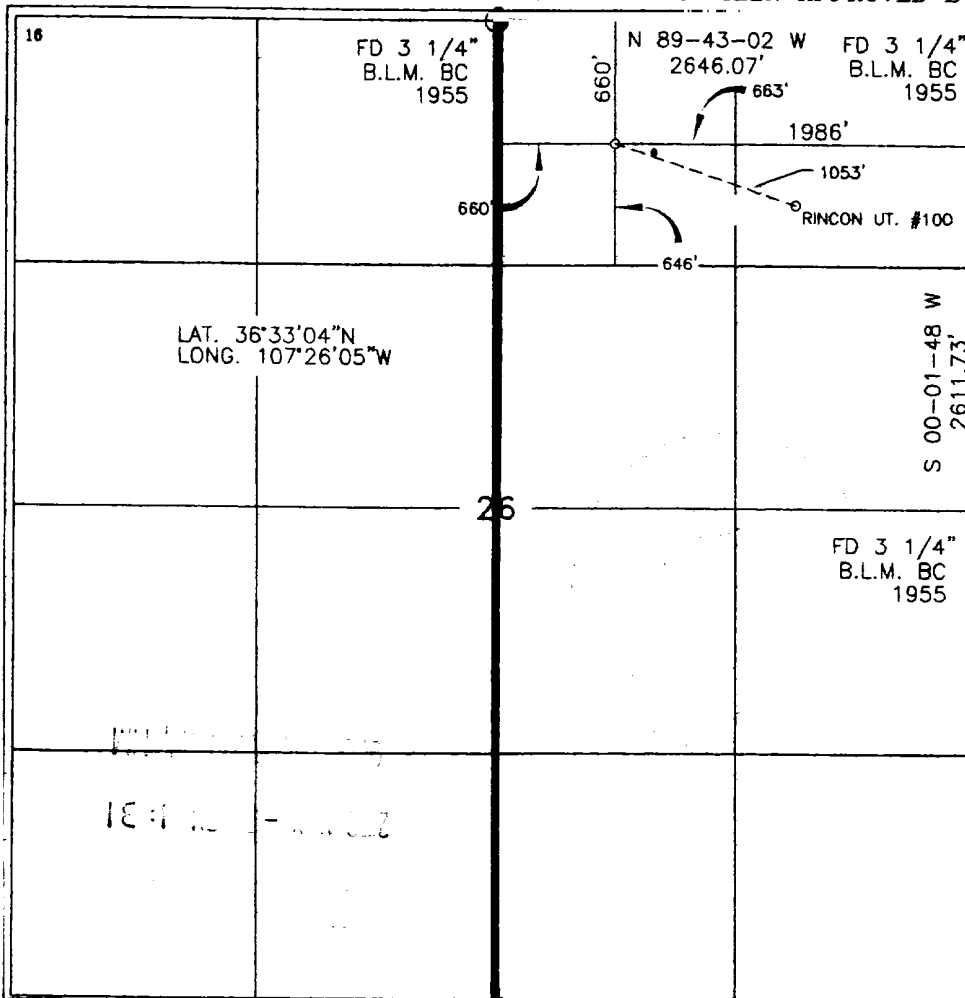 16
FD 3 1/4"
B.L.M. BC
1955
N 89-43-02 W
2646.07'
FD 3 1/4"
B.L.M. BC
1955
660'
663'
1986'
1053'
660'
RINCON UT. #100
646'
LAT. 36°33'04"N
LONG. 107°26'05"W
S 00-01-48 W
2611.73'
26
FD 3 1/4"
B.L.M. BC
1955